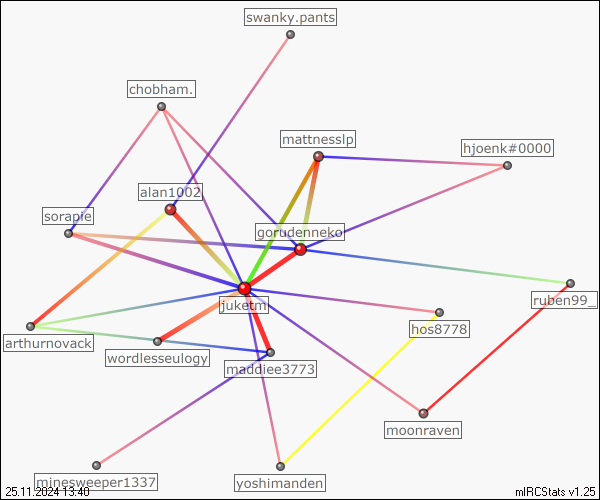 swanky.pants
chobham.
mattnesslp
hjoenk#0000
alan1002
sorapie
gorudenneko
ruben99_
juketm
hos8778
arthurnovack
wordlesseulogy
maddiee3773
moonraven
minesweeper1337
yoshimanden
25.11.2024 13:40
mIRCStats v1.25